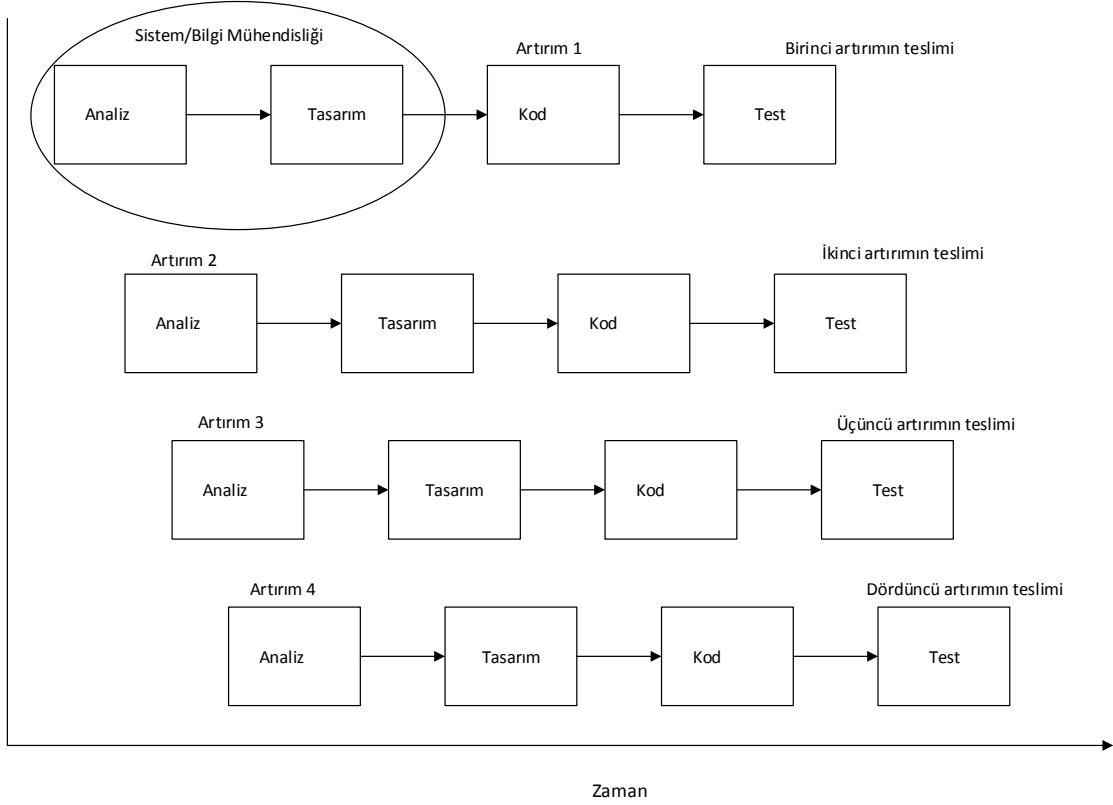 Sistem/Bilgi Mühendisliği
Artırım 1
Birinci artırımın teslimi
Analiz
Tasarım
Kod
Test
Artırım 2
İkinci artırımın teslimi
Analiz
Tasarım
Kod
Test
Artırım 3
Üçüncü artırımın teslimi
Analiz
Tasarım
Kod
Test
Artırım 4
Dördüncü artırımın teslimi
Analiz
Tasarım
Kod
Test
Zaman